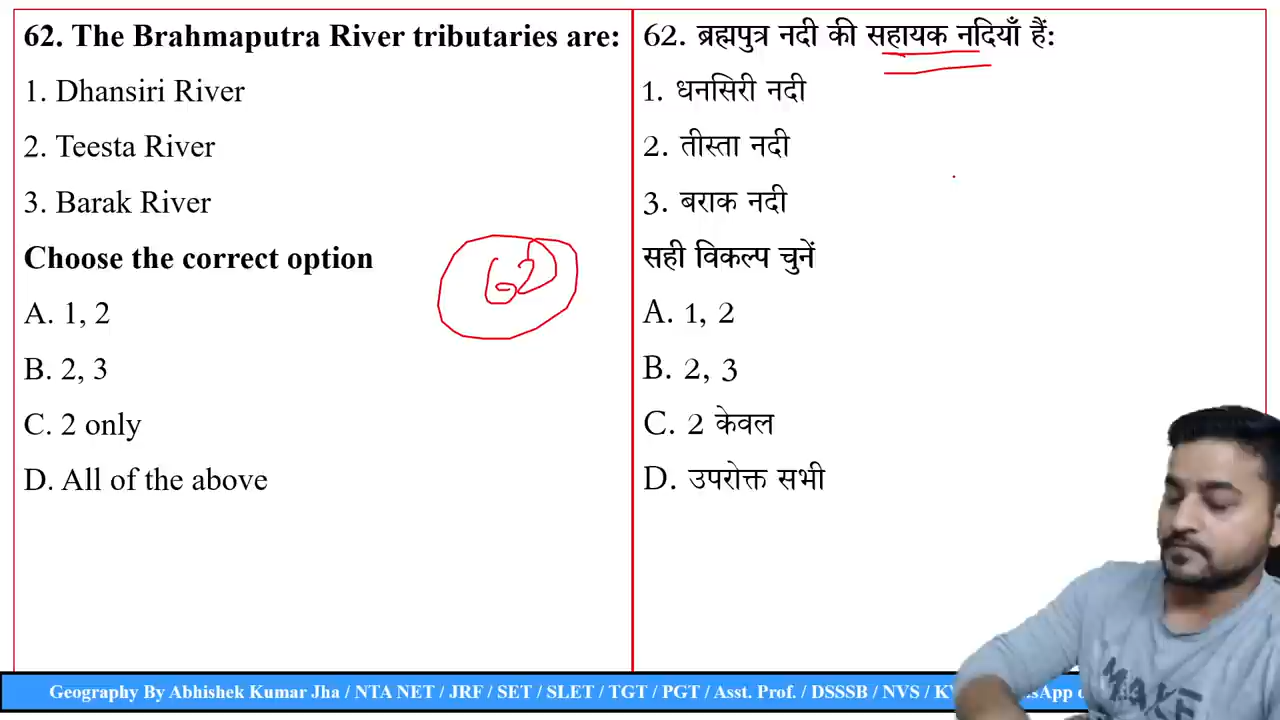 62. The Brahmaputra River tributaries are:
1. Dhansiri River
2. Teesta River
3. Barak River
Choose the correct option
A. 1, 2
B. 2, 3
C. 2 only
D. All of the above
62
62. ब्रह्मपुत्र नदी की सहायक नदियाँ हैं:
1. धनसिरी नदी
2. तीस्ता नदी
3. बराक नदी
सही विकल्प चुनें
A. 1, 2
B. 2, 3
C. 2 केवल
D. उपरोक्त सभी
MAKE
Geography By Abhishek Kumar Jha / NTA NET / JRF / SET / SLET / TGT / PGT / Asst. Prof. / DSSSB / NVS /